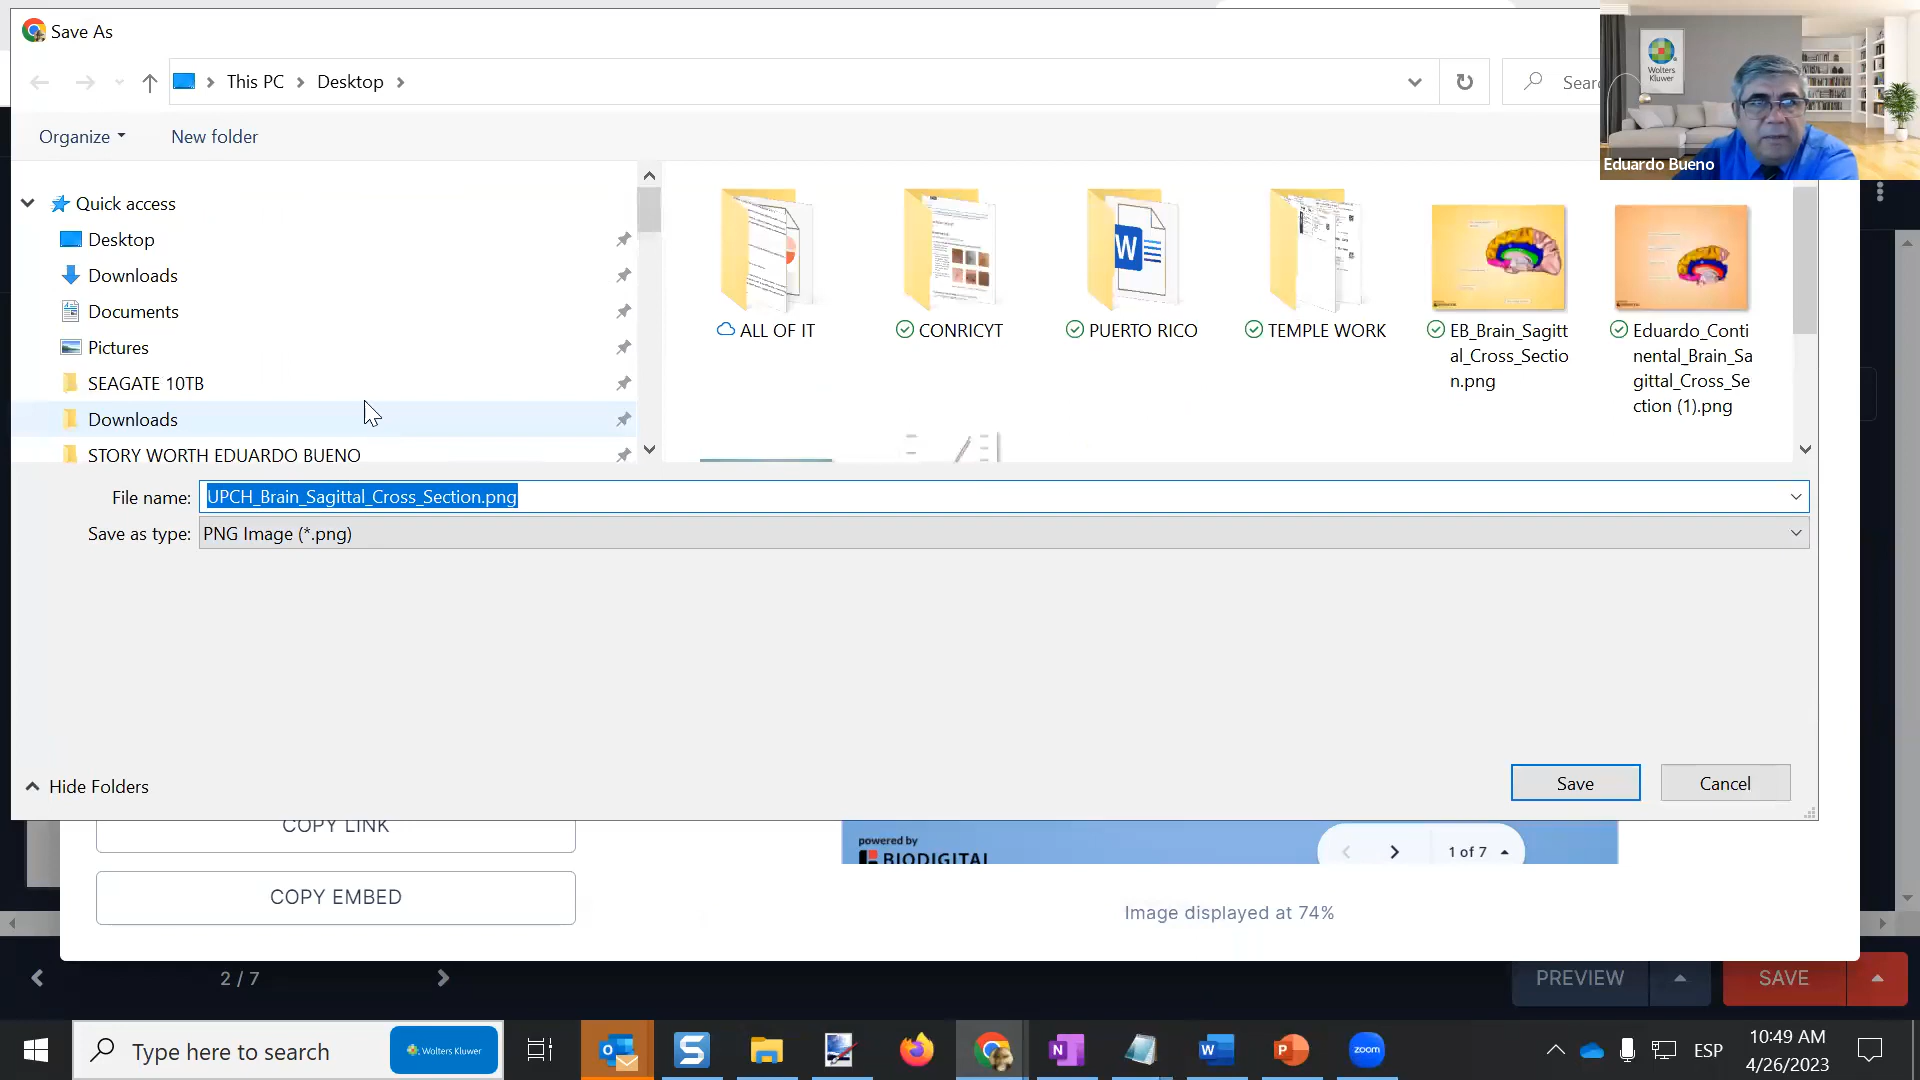 Save As
This PC
Desktop
Sear
Organize
New folder
Wolters Kluwer
Eduardo Bueno
Quick access
Desktop
Downloads
Documents
Pictures
SEAGATE 10TB
Downloads
STORY WORTH EDUARDO BUENO
ALL OF IT
CONRICYT
PUERTO RICO
TEMPLE WORK
EB_Brain_Sagitt
al_Cross_Sectio
n.png
Eduardo_Conti
nental_Brain_Sa
gittal_Cross_Se
ction (1).png
File name: UPCH_Brain_Sagittal_Cross_Section.png
Save as type: PNG Image (*.png)
Hide Folders
Save
Cancel
COPY LINK
COPY EMBED
powered by
BIODIGITAL
1 of 7
Image displayed at 74%
2 / 7
PREVIEW
SAVE
Type here to search
Wolters Kluwer
zoom
ESP
10:49 AM
4/26/2023